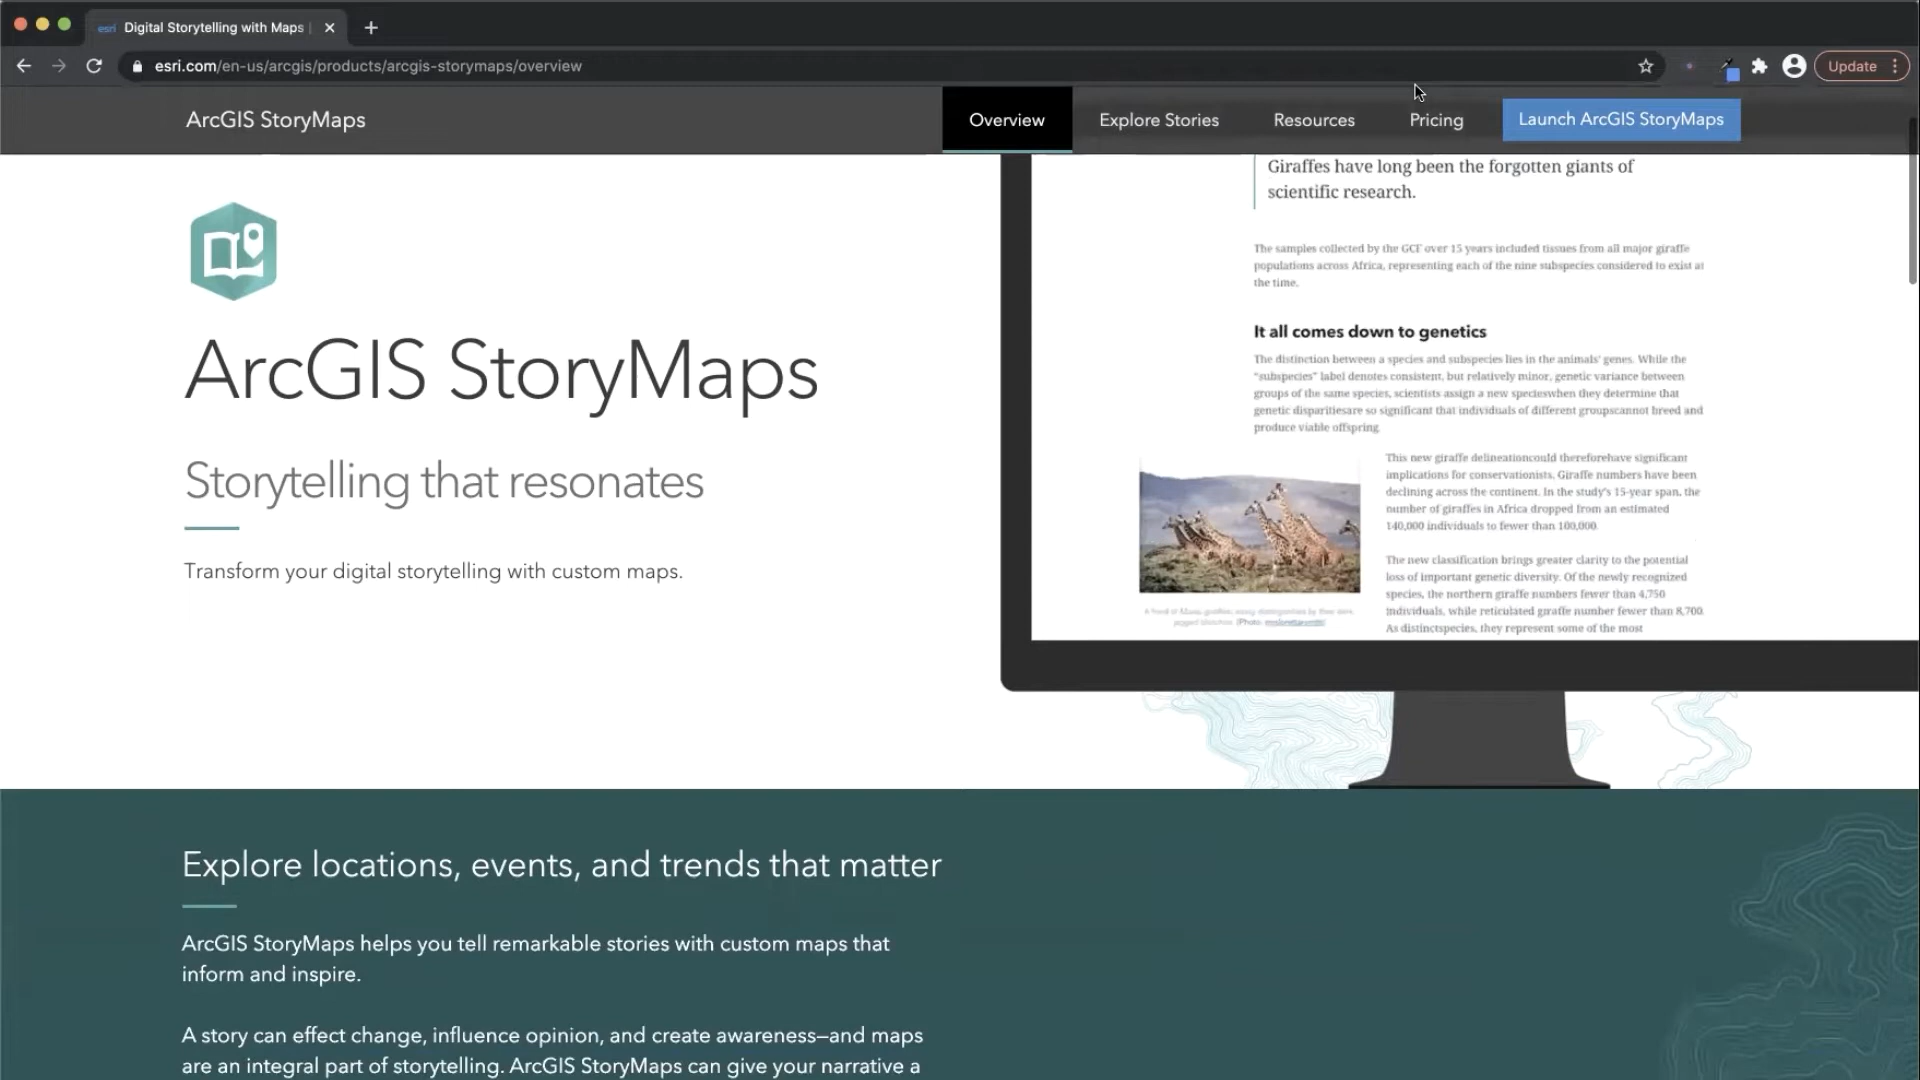 esri Digital Storytelling with Maps |
esri.com/en-us/arcgis/products/arcgis-storymaps/overview
Update
ArcGIS StoryMaps
Overview
Explore Stories
Resources
Pricing
Launch ArcGIS StoryMaps
ArcGIS StoryMaps
Storytelling that resonates
Transform your digital storytelling with custom maps.
Giraffes have long been the forgotten giants of
scientific research.
The samples collected by the GCF over 15 years included tissues from all major giraffe
populations across Africa, representing each of the nine subspecies considered to exist at
the time.
It all comes down to genetics
The distinction between a species and subspecies lies in the animals' genes. While the
"subspecies" label denotes consistent, but relatively minor, genetic variance between
groups of the same species, scientists assign a new specieswhen they determine that
genetic disparitiesare so significant that individuals of different groupscannot breed and
produce viable offspring.
This new giraffe delineationcould thereforehave significant
implications for conservationists. Giraffe numbers have been
declining across the continent. In the study's 15-year span, the
number of giraffes in Africa dropped from an estimated
140,000 individuals to fewer than 100,000.
The new classification brings greater clarity to the potential
loss of important genetic diversity. Of the newly recognized
species, the northern giraffe numbers fewer than 4,750
individuals, while reticulated giraffe number fewer than 8,700.
As distinctspecies, they represent some of the most
Explore locations, events, and trends that matter
ArcGIS StoryMaps helps you tell remarkable stories with custom maps that
inform and inspire.
A story can effect change, influence opinion, and create awareness—and maps
are an integral part of storytelling. ArcGIS StoryMaps can give your narrative a